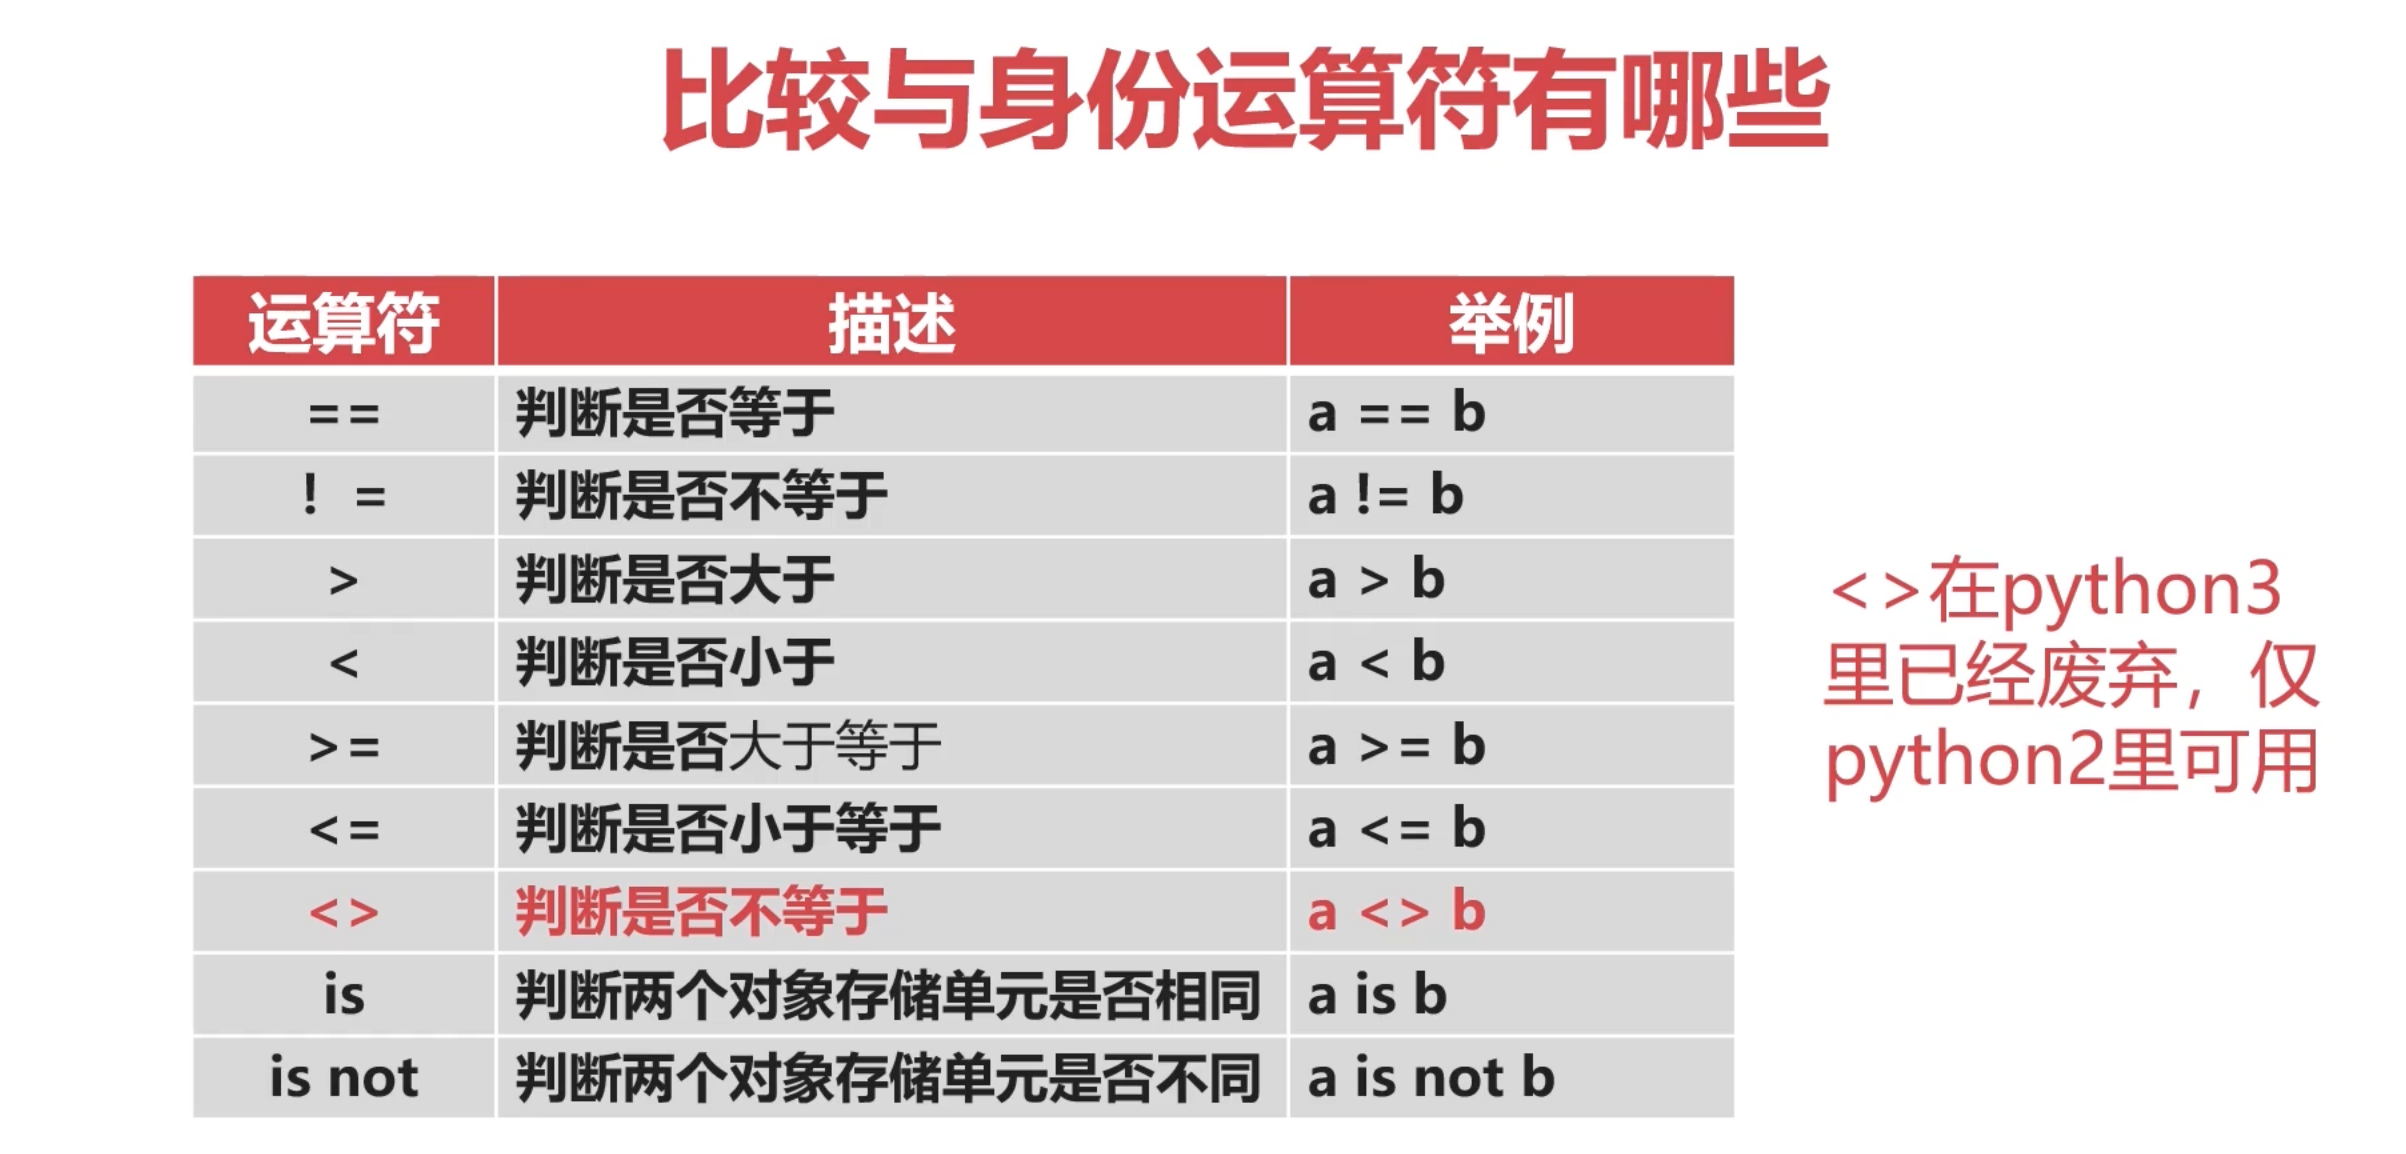 比较与身份运算符有哪些
运算符 描述 举例
== 判断是否等于 a == b
！= 判断是否不等于 a != b
> 判断是否大于 a > b
< 判断是否小于 a < b
>= 判断是否大于等于 a >= b
<= 判断是否小于等于 a <= b
<> 判断是否不等于 a <> b
is 判断两个对象存储单元是否相同 a is b
is not 判断两个对象存储单元是否不同 a is not b
<>在python3
里已经废弃，仅
python2里可用